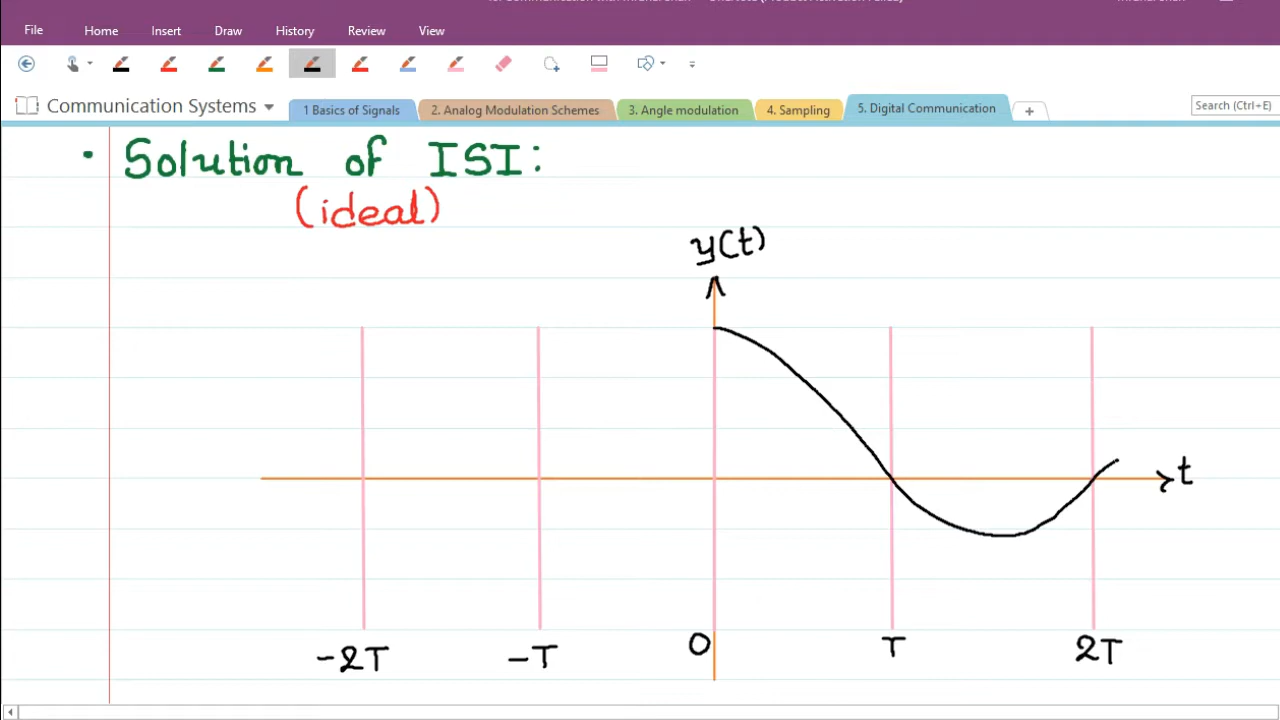 File Home Insert Draw History Review View
Communication Systems 1 Basics of Signals 2. Analog Modulation Schemes 3. Angle modulation 4. Sampling 5. Digital Communication + Search (Ctrl+E)
• Solution of ISI:
(ideal)
y(t)
t
-2T -T 0 T 2T